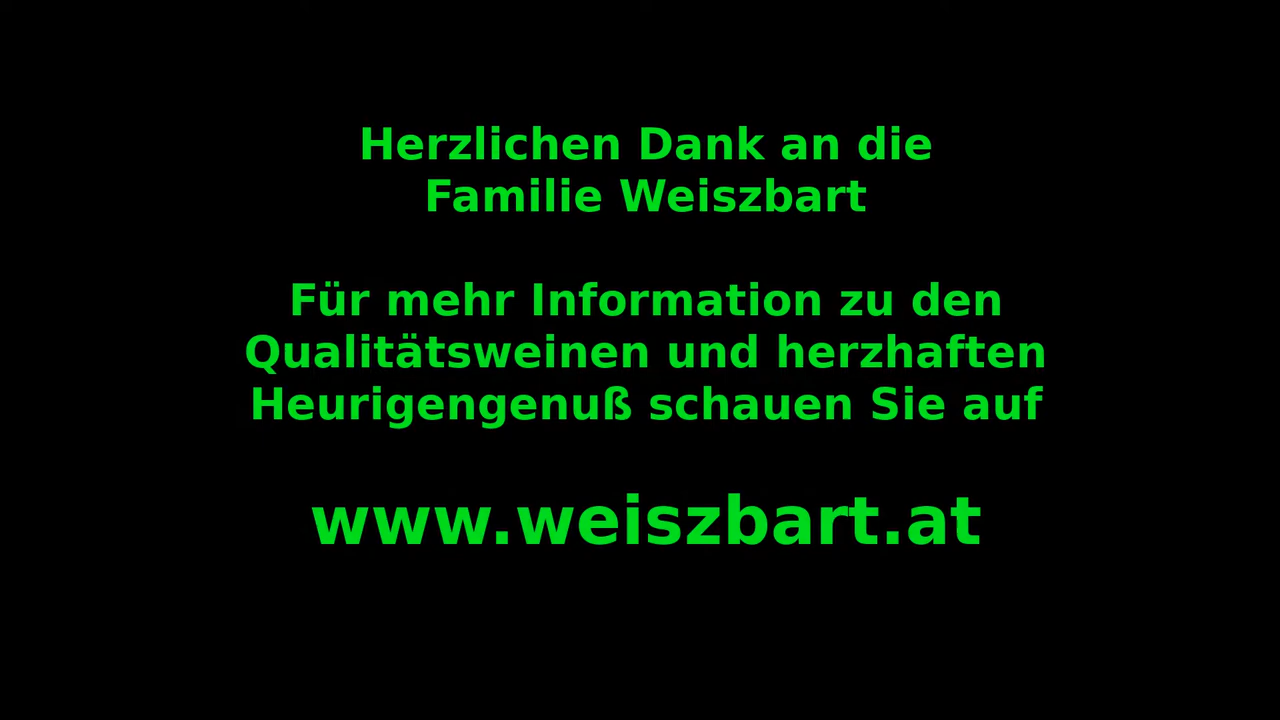 Herzlichen Dank an die
Familie Weiszbart
Für mehr Information zu den
Qualitätsweinen und herzhaften
Heurigengenuß schauen Sie auf
www.weiszbart.at